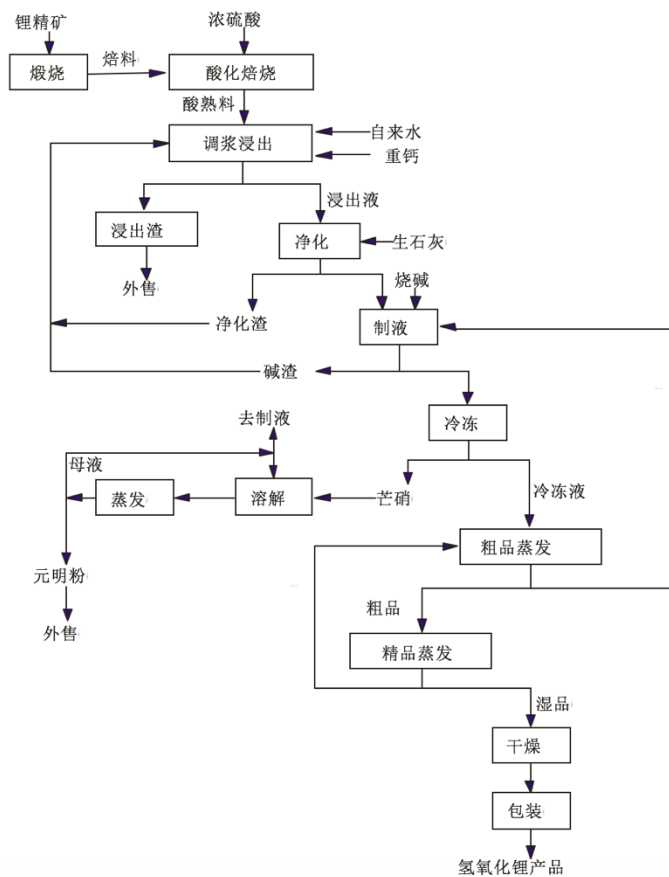 锂精矿
浓硫酸
煅烧
焙料
酸化焙烧
酸熟料
调浆浸出
自来水
重钙
浸出液
浸出渣
净化
生石灰
外售
烧碱
净化渣
制液
碱渣
去制液
冷冻
母液
蒸发
溶解
芒硝
冷冻液
粗品蒸发
元明粉
粗品
外售
精品蒸发
湿品
干燥
包装
氢氧化锂产品